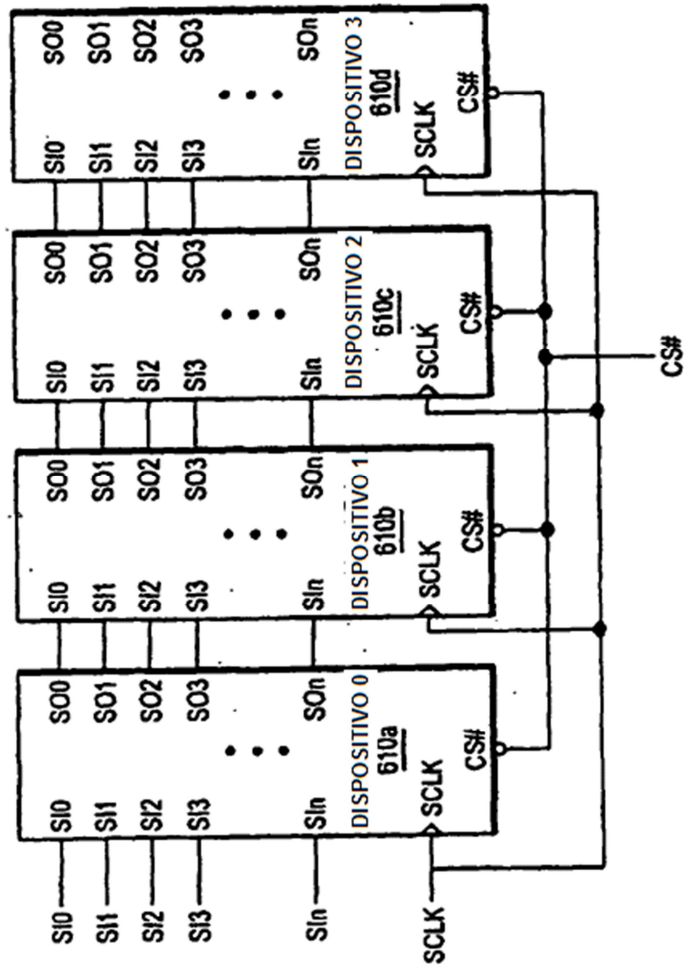 SI0
SI1
SI2
SI3
SIn
SCLK
SI0 SO0
SI1 SO1
SI2 SO2
SI3 SO3
SIn SOn
DISPOSITIVO 0
610a
SCLK
CS#
SI0 SO0
SI1 SO1
SI2 SO2
SI3 SO3
SIn SOn
DISPOSITIVO 1
610b
SCLK
CS#
SI0 SO0
SI1 SO1
SI2 SO2
SI3 SO3
SIn SOn
DISPOSITIVO 2
610c
SCLK
CS#
SI0 SO0
SI1 SO1
SI2 SO2
SI3 SO3
SIn SOn
DISPOSITIVO 3
610d
SCLK
CS#
CS#